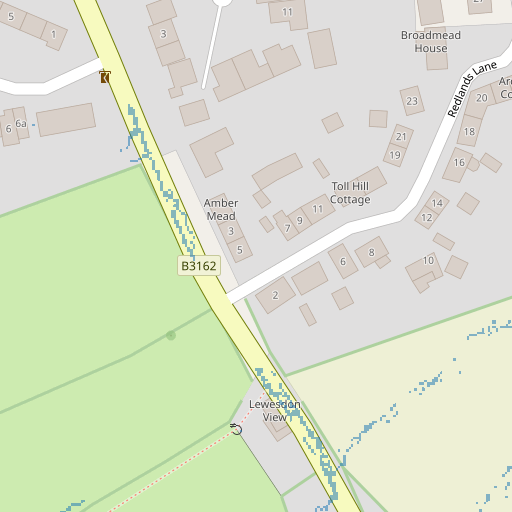 5
1
3
11
21
Broadmead
House
Redlands Lane
6
6a
23
20
18
21
19
16
Toll Hill
Cottage
Amber
Mead
3
5
7
9
11
14
12
B3162
6
8
10
2
Lewesdon
View